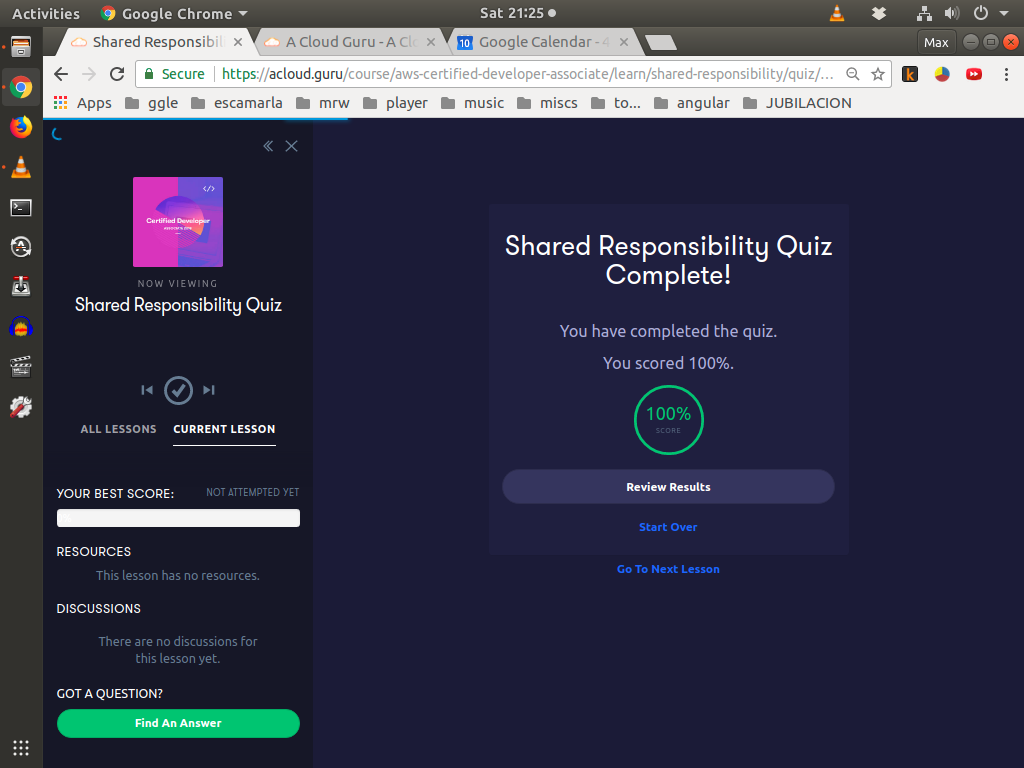 Activities Google Chrome Sat 21:25
Shared Responsibil A Cloud Guru - A Clo Google Calendar - 4 Max
Secure https://acloud.guru/course/aws-certified-developer-associate/learn/shared-responsibility/quiz/...
Apps ggle escamarla mrw player music miscs to... angular JUBILACION
</>
Certified Developer
NOW VIEWING
Shared Responsibility Quiz
ALL LESSONS CURRENT LESSON
YOUR BEST SCORE: NOT ATTEMPTED YET
RESOURCES
This lesson has no resources.
DISCUSSIONS
There are no discussions for
this lesson yet.
GOT A QUESTION?
Find An Answer
Shared Responsibility Quiz
Complete!
You have completed the quiz.
You scored 100%.
100%
SCORE
Review Results
Start Over
Go To Next Lesson